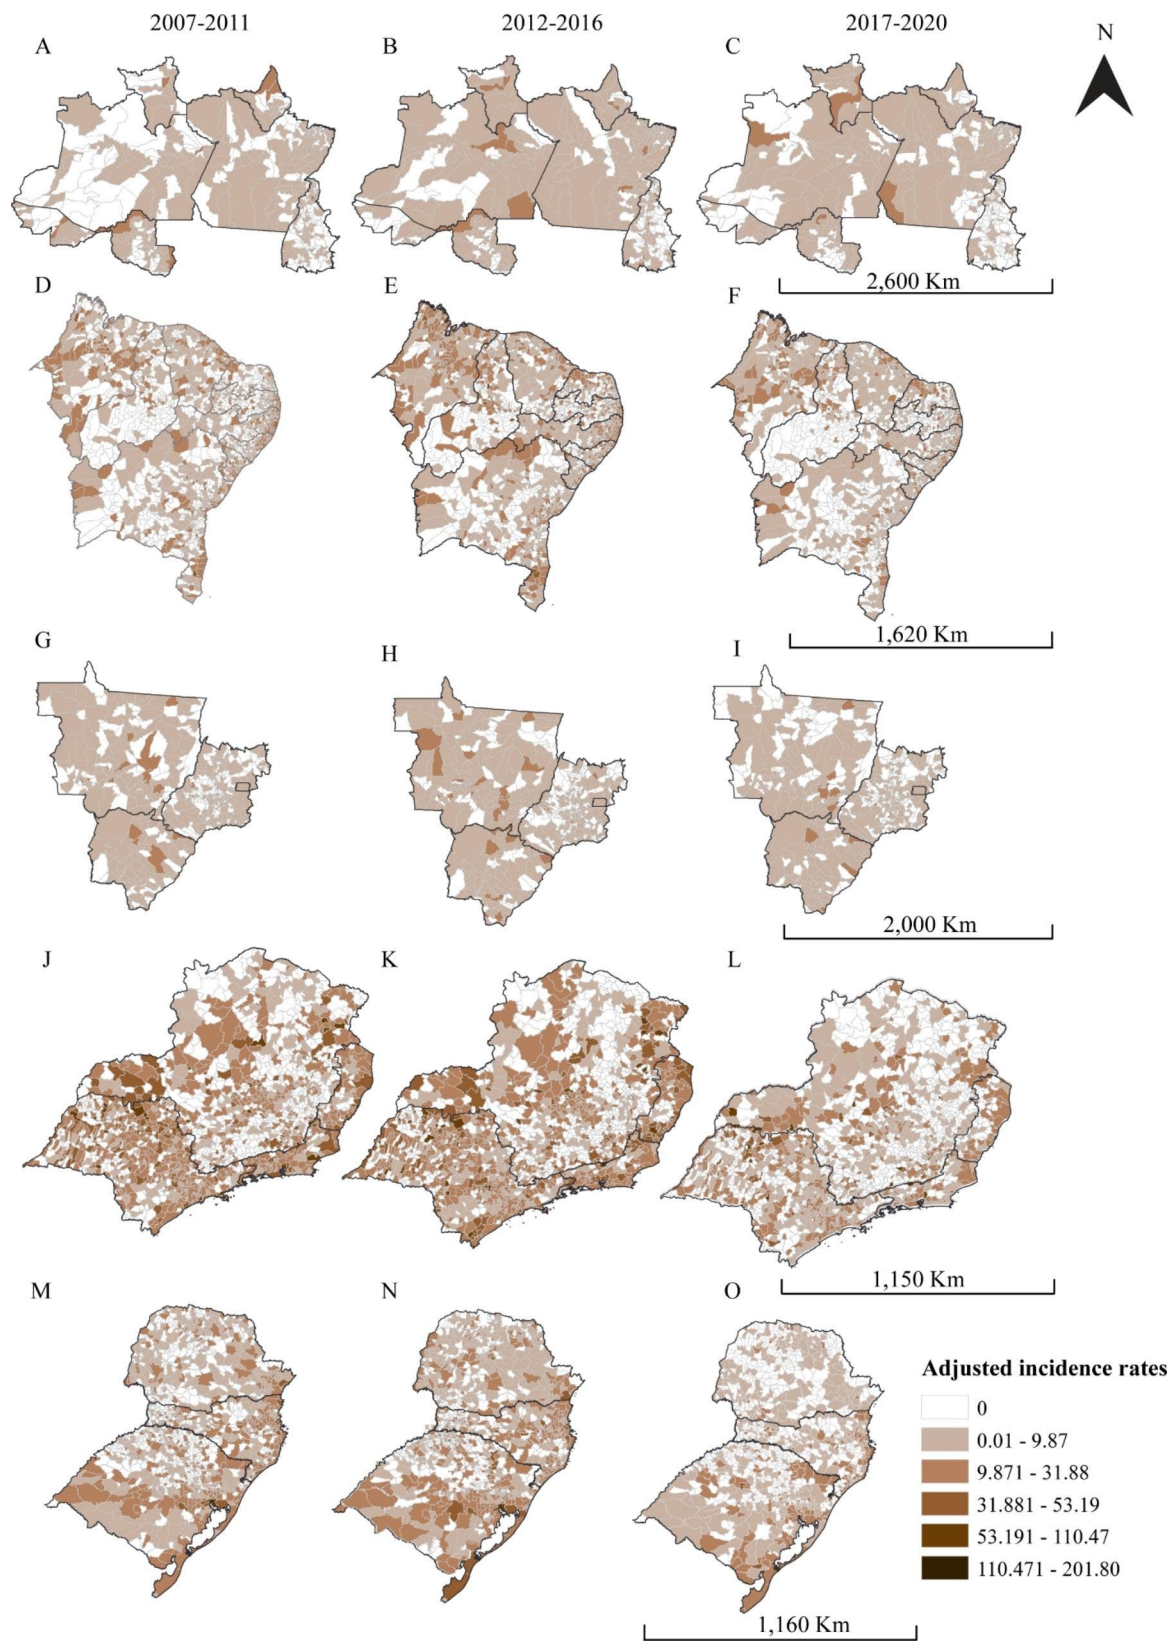 2007-2011
2012-2016
2017-2020
N
A
B
C
2,600 Km
D
E
F
1,620 Km
G
H
I
2,000 Km
J
K
L
1,150 Km
M
N
O
Adjusted incidence rates
0
0.01 - 9.87
9.871 - 31.88
31.881 - 53.19
53.191 - 110.47
110.471 - 201.80
1,160 Km